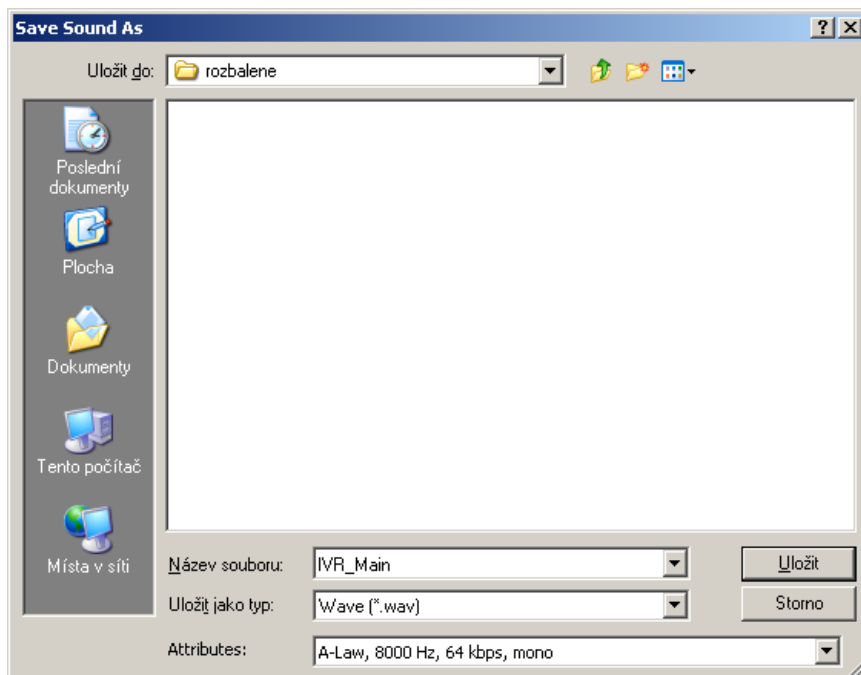 Save Sound As
Uložit do:
rozbalene
Poslední
dokumenty
Plocha
Dokumenty
Tento počítač
Místa v síti
Název souboru:
IVR_Main
Uložit
Uložit jako typ:
Wave (*.wav)
Storno
Attributes:
A-Law, 8000 Hz, 64 kbps, mono